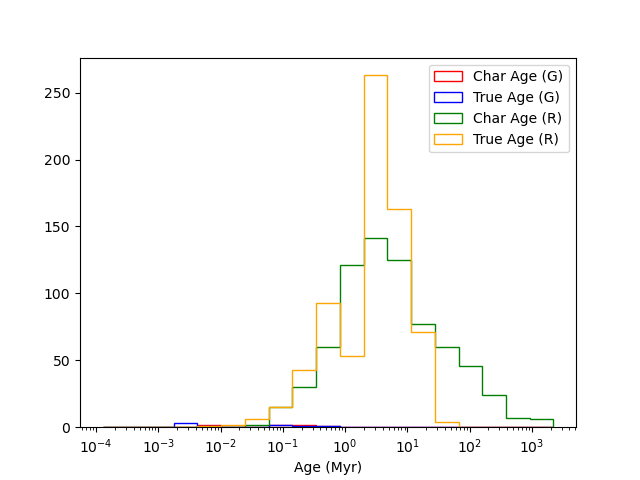 Char Age (G)
True Age (G)
Char Age (R)
True Age (R)
250
200
150
100
50
0
10⁻⁴ 10⁻³ 10⁻² 10⁻¹ 10⁰ 10¹ 10² 10³
Age (Myr)